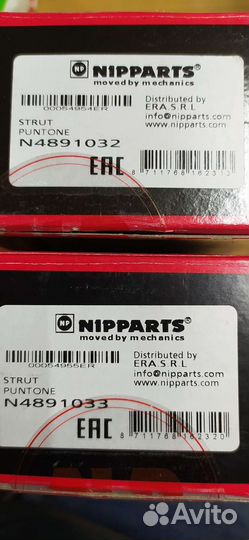 NP NIPPARTS®
moved by mechanics
00054954ER
Distributed by
ERA S.R.L
info@nipparts.com
www.nipparts.com
STRUT
PUNTONE
N4891032
EAC
8 711768 162313
NP NIPPARTS®
moved by mechanics
00054955ER
Distributed by
ERA S.R.L
info@nipparts.com
www.nipparts.com
STRUT
PUNTONE
N4891033
EAC
8 711768 162320
Avito